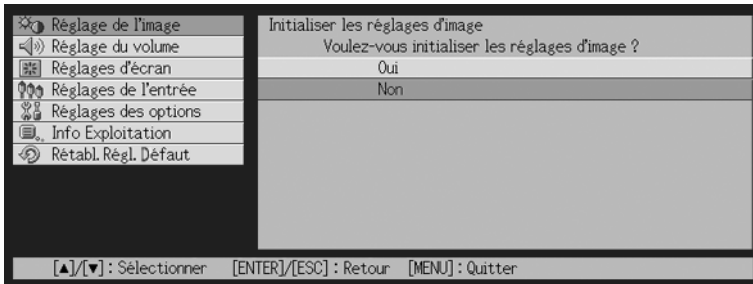 Réglage de l'image
Réglage du volume
Réglages d'écran
Réglages de l'entrée
Réglages des options
Info Exploitation
Rétabl. Régl. Défaut
Initialiser les réglages d'image
Voulez-vous initialiser les réglages d'image ?
Oui
Non
[▲]/[▼] : Sélectionner [ENTER]/[ESC] : Retour [MENU] : Quitter